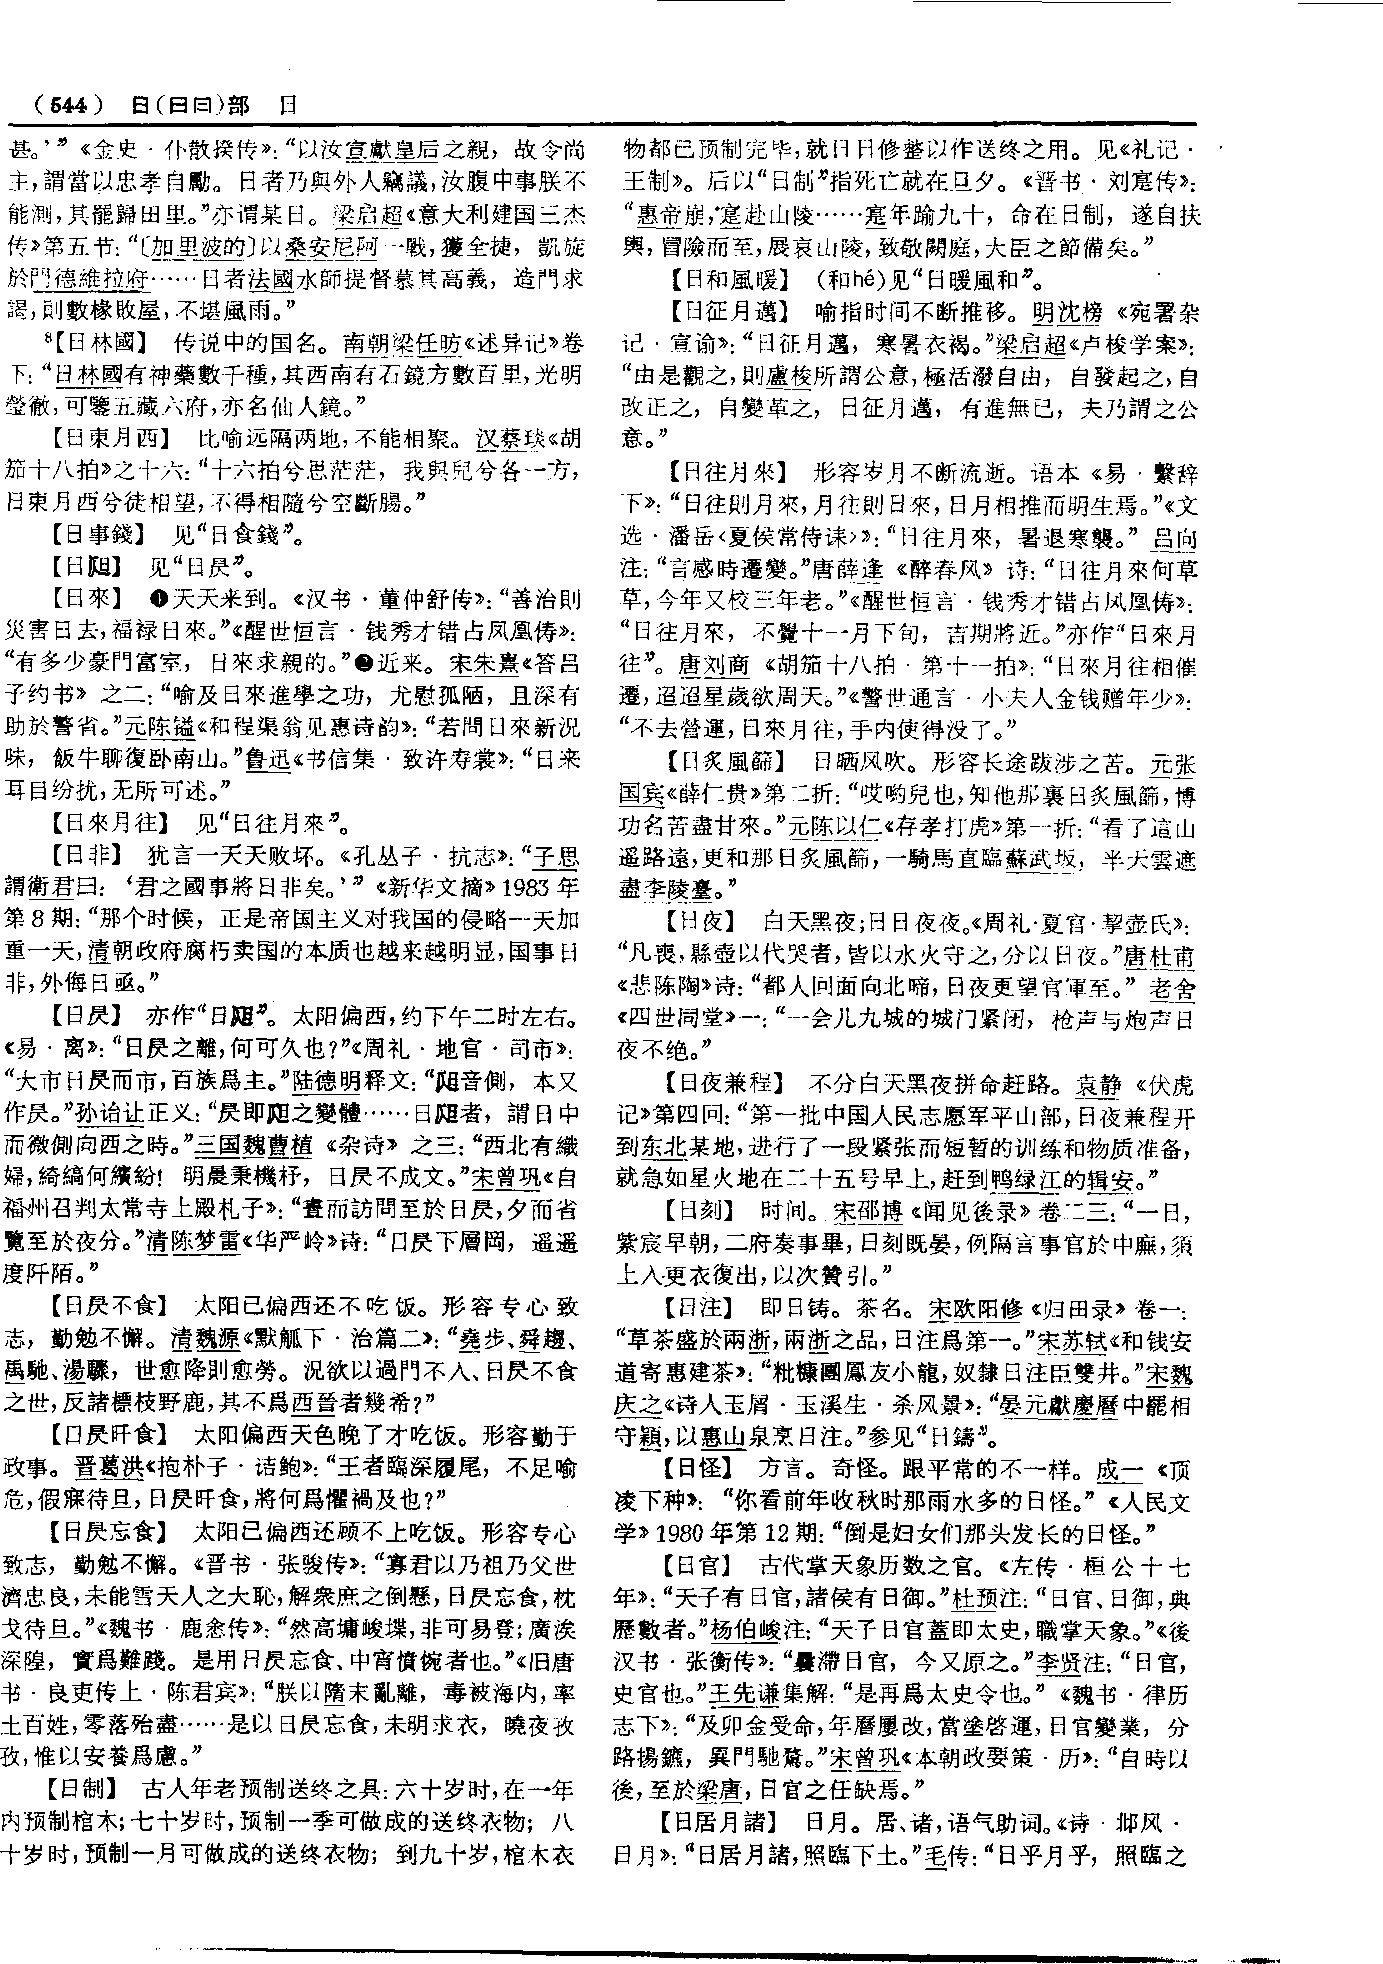 （544） 日（日曰）部 日
甚。’”《金史·仆散揆传》：“以汝宣獻皇后之親，故令尚
主，謂當以忠孝自勵。日者乃與外人竊議，汝腹中事朕不
能測，其罷歸田里。”亦谓某日。梁启超《意大利建国三杰
传》第五节：“〔加里波的〕以桑安尼阿一戰，獲全捷，凱旋
於門德維拉府……日者法國水師提督慕其高義，造門求
謁，則數椽敗屋，不堪風雨。”
⁸【日林國】 传说中的国名。南朝梁任昉《述异记》卷
下：“日林國有神藥數千種，其西南有石鏡方數百里，光明
瑩徹，可鑒五藏六府，亦名仙人鏡。”
【日東月西】 比喻远隔两地，不能相聚。汉蔡琰《胡
笳十八拍》之十六：“十六拍兮思茫茫，我與兒兮各一方，
日東月西兮徒相望，不得相隨兮空斷腸。”
【日事錢】 见“日食錢”。
【日𣅳】 见“日昃”。
【日來】 ❶天天来到。《汉书·董仲舒传》：“善治則
災害日去，福禄日來。”《醒世恒言·钱秀才错占凤凰俦》：
“有多少豪門富室，日來求親的。”❷近来。宋朱熹《答吕
子约书》之二：“喻及日來進學之功，尤慰孤陋，且深有
助於警省。”元陈镒《和程渠翁见惠诗韵》：“若問日來新況
味，飯牛聊復卧南山。”鲁迅《书信集·致许寿裳》：“日来
耳目纷扰，无所可述。”
【日來月往】 见“日往月來”。
【日非】 犹言一天天败坏。《孔丛子·抗志》：“子思
謂衛君曰：‘君之國事將日非矣。’”《新华文摘》1983年
第8期：“那个时候，正是帝国主义对我国的侵略一天加
重一天，清朝政府腐朽卖国的本质也越来越明显，国事日
非，外侮日亟。”
【日昃】 亦作“日𣅳”。太阳偏西，约下午二时左右。
《易·离》：“日昃之離，何可久也？”《周礼·地官·司市》：
“大市日昃而市，百族爲主。”陆德明释文：“𣅳音側，本又
作昃。”孙诒让正义：“昃即𣅳之變體……日𣅳者，謂日中
而微側向西之時。”三国魏曹植《杂诗》之三：“西北有織
婦，綺縞何繽紛！明晨秉機杼，日昃不成文。”宋曾巩《自
福州召判太常寺上殿札子》：“晝而訪問至於日昃，夕而省
覽至於夜分。”清陈梦雷《华严岭》诗：“日昃下層岡，遥遥
度阡陌。”
【日昃不食】 太阳已偏西还不吃饭。形容专心致
志，勤勉不懈。清魏源《默觚下·治篇二》：“堯步、舜趨、
禹馳、湯驟，世愈降則愈勞。況欲以過門不入、日昃不食
之世，反諸標枝野鹿，其不爲西晉者幾希？”
【日昃旰食】 太阳偏西天色晚了才吃饭。形容勤于
政事。晋葛洪《抱朴子·诘鲍》：“王者臨深履尾，不足喻
危，假寐待旦，日昃旰食，將何爲懼禍及也？”
【日昃忘食】 太阳已偏西还顾不上吃饭。形容专心
致志，勤勉不懈。《晋书·张骏传》：“寡君以乃祖乃父世
濟忠良，未能雪天人之大恥，解衆庶之倒懸，日昃忘食，枕
戈待旦。”《魏书·鹿悆传》：“然高墉峻堞，非可易登；廣涘
深隍，實爲難踐。是用日昃忘食、中宵憤惋者也。”《旧唐
书·良吏传上·陈君宾》：“朕以隋末亂離，毒被海内，率
土百姓，零落殆盡……是以日昃忘食，未明求衣，曉夜孜
孜，惟以安養爲慮。”
【日制】 古人年老预制送终之具：六十岁时，在一年
内预制棺木；七十岁时，预制一季可做成的送终衣物；八
十岁时，预制一月可做成的送终衣物；到九十岁，棺木衣
物都已预制完毕，就日日修整以作送终之用。见《礼记·
王制》。后以“日制”指死亡就在旦夕。《晋书·刘寔传》：
“惠帝崩，寔赴山陵……寔年踰九十，命在日制，遂自扶
輿，冒險而至，展哀山陵，致敬闕庭，大臣之節備矣。”
【日和風暖】 （和hé）见“日暖風和”。
【日征月邁】 喻指时间不断推移。明沈榜《宛署杂
记·宣谕》：“日征月邁，寒暑衣褐。”梁启超《卢梭学案》：
“由是觀之，則盧梭所謂公意，極活潑自由，自發起之，自
改正之，自變革之，日征月邁，有進無已，夫乃謂之公
意。”
【日往月來】 形容岁月不断流逝。语本《易·繫辞
下》：“日往則月來，月往則日來，日月相推而明生焉。”《文
选·潘岳〈夏侯常侍诔〉》：“日往月來，暑退寒襲。”吕向
注：“言感時遷變。”唐薛逢《醉春风》诗：“日往月來何草
草，今年又校三年老。”《醒世恒言·钱秀才错占凤凰俦》：
“日往月來，不覺十一月下旬，吉期將近。”亦作“日來月
往”。唐刘商《胡笳十八拍·第十一拍》：“日來月往相催
遷，迢迢星歲欲周天。”《警世通言·小夫人金钱赠年少》：
“不去營運，日來月往，手内使得没了。”
【日炙風篩】 日晒风吹。形容长途跋涉之苦。元张
国宾《薛仁贵》第二折：“哎喲兒也，知他那裏日炙風篩，博
功名苦盡甘來。”元陈以仁《存孝打虎》第一折：“看了這山
遥路遠，更和那日炙風篩，一騎馬直臨蘇武坂，半天雲遮
盡李陵臺。”
【日夜】 白天黑夜；日日夜夜。《周礼·夏官·挈壶氏》：
“凡喪，縣壺以代哭者，皆以水火守之，分以日夜。”唐杜甫
《悲陈陶》诗：“都人回面向北啼，日夜更望官軍至。”老舍
《四世同堂》一：“一会儿九城的城门紧闭，枪声与炮声日
夜不绝。”
【日夜兼程】 不分白天黑夜拼命赶路。袁静《伏虎
记》第四回：“第一批中国人民志愿军平山部，日夜兼程开
到东北某地，进行了一段紧张而短暂的训练和物质准备，
就急如星火地在二十五号早上，赶到鸭绿江的辑安。”
【日刻】 时间。宋邵博《闻见後录》卷二三：“一日，
紫宸早朝，二府奏事畢，日刻既晏，例隔言事官於中廡，須
上入更衣復出，以次贊引。”
【日注】 即日铸。茶名。宋欧阳修《归田录》卷一：
“草茶盛於兩浙，兩浙之品，日注爲第一。”宋苏轼《和钱安
道寄惠建茶》：“粃糠團鳳友小龍，奴隸日注臣雙井。”宋魏
庆之《诗人玉屑·玉溪生·杀风景》：“晏元獻慶曆中罷相
守穎，以惠山泉烹日注。”参见“日鑄”。
【日怪】 方言。奇怪。跟平常的不一样。成一《顶
凌下种》：“你看前年收秋时那雨水多的日怪。”《人民文
学》1980年第12期：“倒是妇女们那头发长的日怪。”
【日官】 古代掌天象历数之官。《左传·桓公十七
年》：“天子有日官，諸侯有日御。”杜预注：“日官、日御，典
歷數者。”杨伯峻注：“天子日官蓋即太史，職掌天象。”《後
汉书·张衡传》：“曩滯日官，今又原之。”李贤注：“日官，
史官也。”王先谦集解：“是再爲太史令也。”《魏书·律历
志下》：“及卯金受命，年曆屢改，當塗啓運，日官變業，分
路揚鑣，異門馳騖。”宋曾巩《本朝政要策·历》：“自時以
後，至於梁唐，日官之任缺焉。”
【日居月諸】 日月。居、诸，语气助词。《诗·邶风·
日月》：“日居月諸，照臨下土。”毛传：“日乎月乎，照臨之